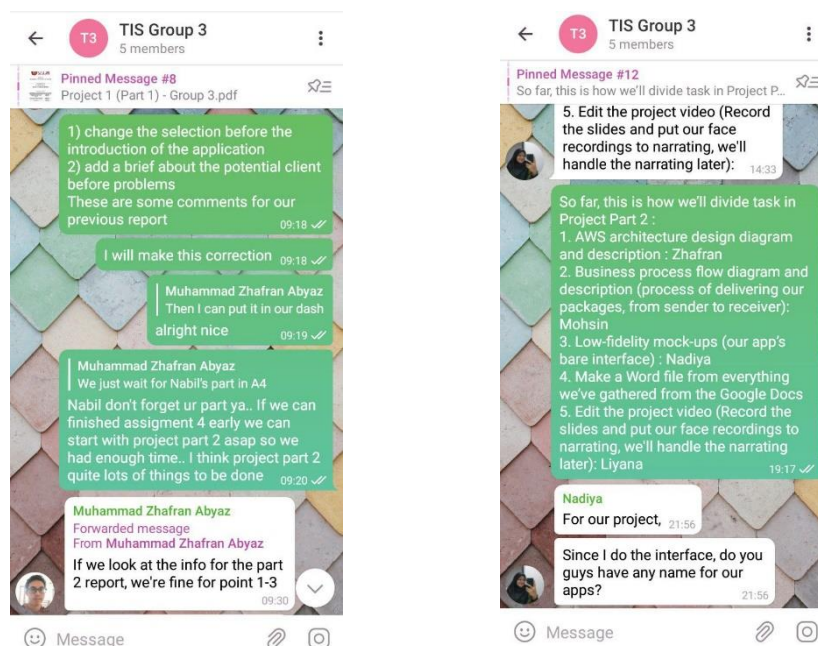 T3
TIS Group 3
5 members
Pinned Message #8
Project 1 (Part 1) - Group 3.pdf
1) change the selection before the
introduction of the application
2) add a brief about the potential client
before problems
These are some comments for our
previous report
09:18
I will make this correction
09:18
Muhammad Zhafran Abyaz
Then I can put it in our dash
alright nice
09:19
Muhammad Zhafran Abyaz
We just wait for Nabil's part in A4
Nabil don't forget ur part ya.. If we can
finished assigment 4 early we can
start with project part 2 asap so we
had enough time.. I think project part 2
quite lots of things to be done
09:20
Muhammad Zhafran Abyaz
Forwarded message
From Muhammad Zhafran Abyaz
If we look at the info for the part
2 report, we're fine for point 1-3
09:30
Message
T3
TIS Group 3
5 members
Pinned Message #12
So far, this is how we'll divide task in Project P...
5. Edit the project video (Record
the slides and put our face
recordings to narrating, we'll
handle the narrating later):
14:33
So far, this is how we'll divide task in
Project Part 2 :
1. AWS architecture design diagram
and description : Zhafran
2. Business process flow diagram and
description (process of delivering our
packages, from sender to receiver):
Mohsin
3. Low-fidelity mock-ups (our app's
bare interface) : Nadiya
4. Make a Word file from everything
we've gathered from the Google Docs
5. Edit the project video (Record the
slides and put our face recordings to
narrating, we'll handle the narrating
later): Liyana
19:17
Nadiya
For our project,
21:56
Since I do the interface, do you
guys have any name for our
apps?
21:56
Message